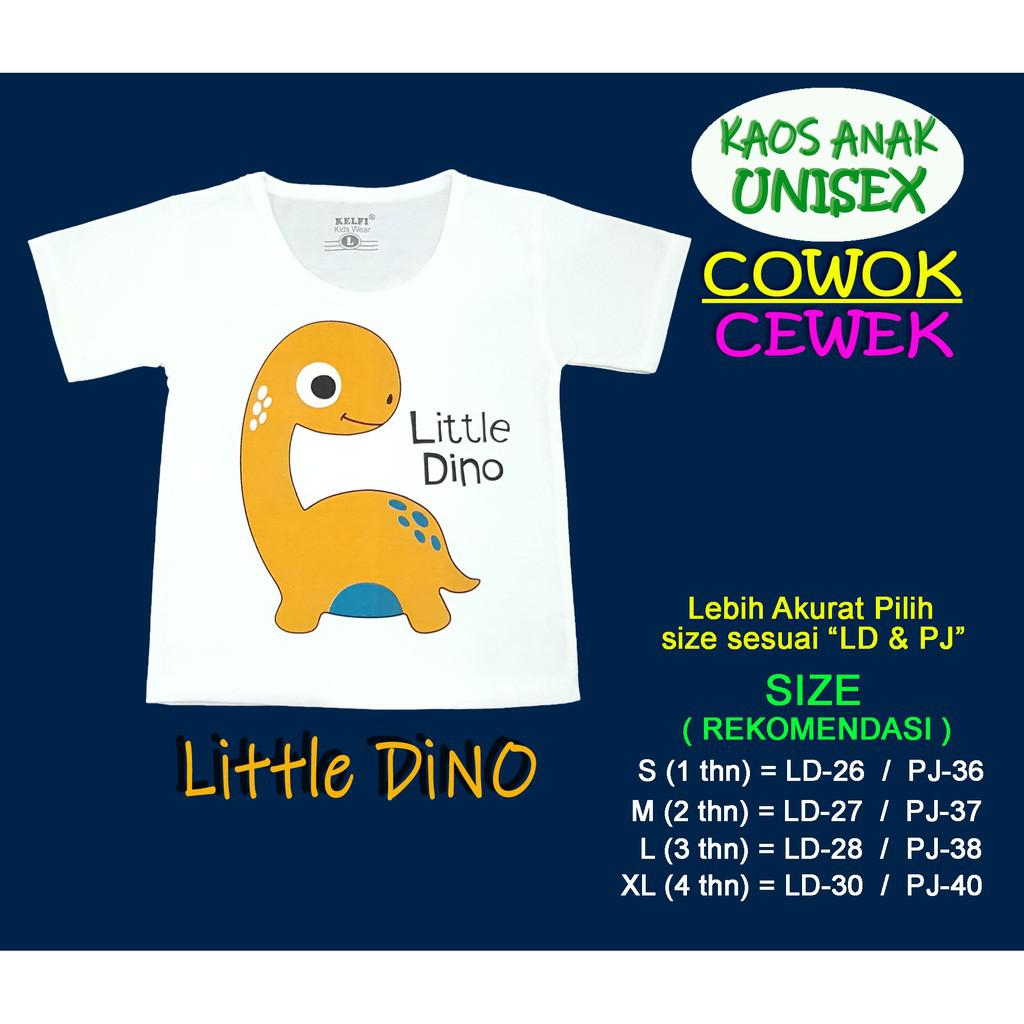 KAOS ANAK
UNISEX
COWOK
CEWEK
KELFI®
Kids Wear
L
Little
Dino
Little DiNO
Lebih Akurat Pilih
size sesuai “LD & PJ”
SIZE
( REKOMENDASI )
S (1 thn) = LD-26 / PJ-36
M (2 thn) = LD-27 / PJ-37
L (3 thn) = LD-28 / PJ-38
XL (4 thn) = LD-30 / PJ-40